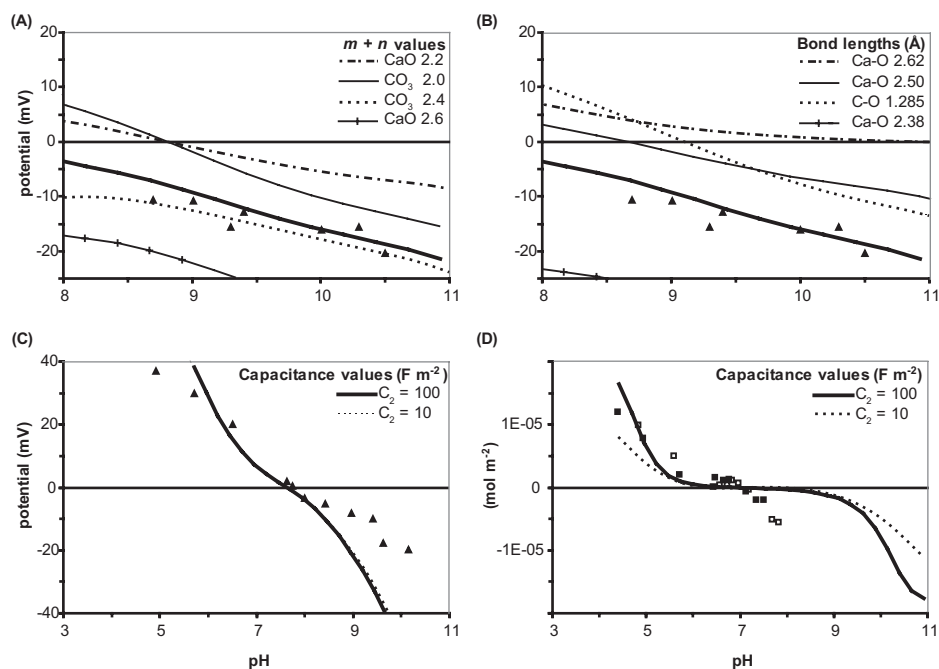 (A)
20
10
0
-10
-20
potential (mV)
m + n values
CaO 2.2
CO3 2.0
CO3 2.4
CaO 2.6
8 9 10 11
(B)
20
10
0
-10
-20
Bond lengths (Å)
Ca-O 2.62
Ca-O 2.50
C-O 1.285
Ca-O 2.38
8 9 10 11
(C)
40
20
0
-20
-40
potential (mV)
Capacitance values (F m-2)
C2 = 100
C2 = 10
3 5 7 9 11
pH
(D)
1E-05
0
-1E-05
(mol m-2)
Capacitance values (F m-2)
C2 = 100
C2 = 10
3 5 7 9 11
pH